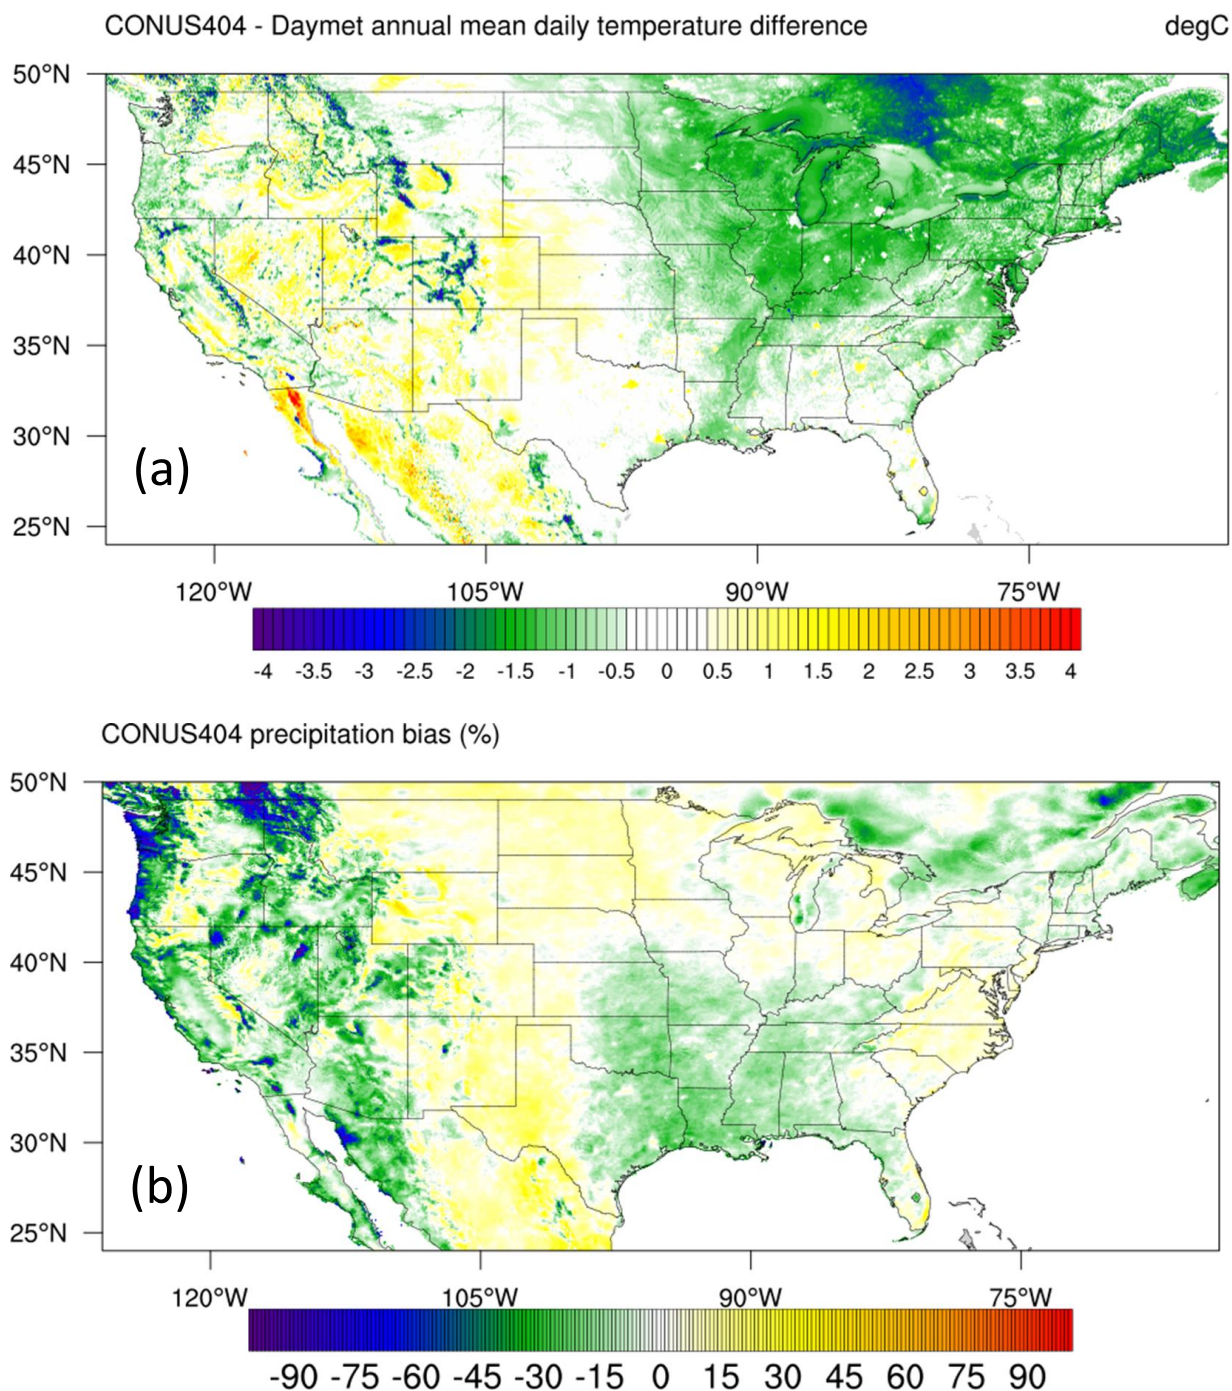 CONUS404 - Daymet annual mean daily temperature difference degC
50°N
45°N
40°N
35°N
30°N
25°N
(a)
120°W 105°W 90°W 75°W
-4 -3.5 -3 -2.5 -2 -1.5 -1 -0.5 0 0.5 1 1.5 2 2.5 3 3.5 4
CONUS404 precipitation bias (%)
50°N
45°N
40°N
35°N
30°N
(b)
25°N
120°W 105°W 90°W 75°W
-90 -75 -60 -45 -30 -15 0 15 30 45 60 75 90